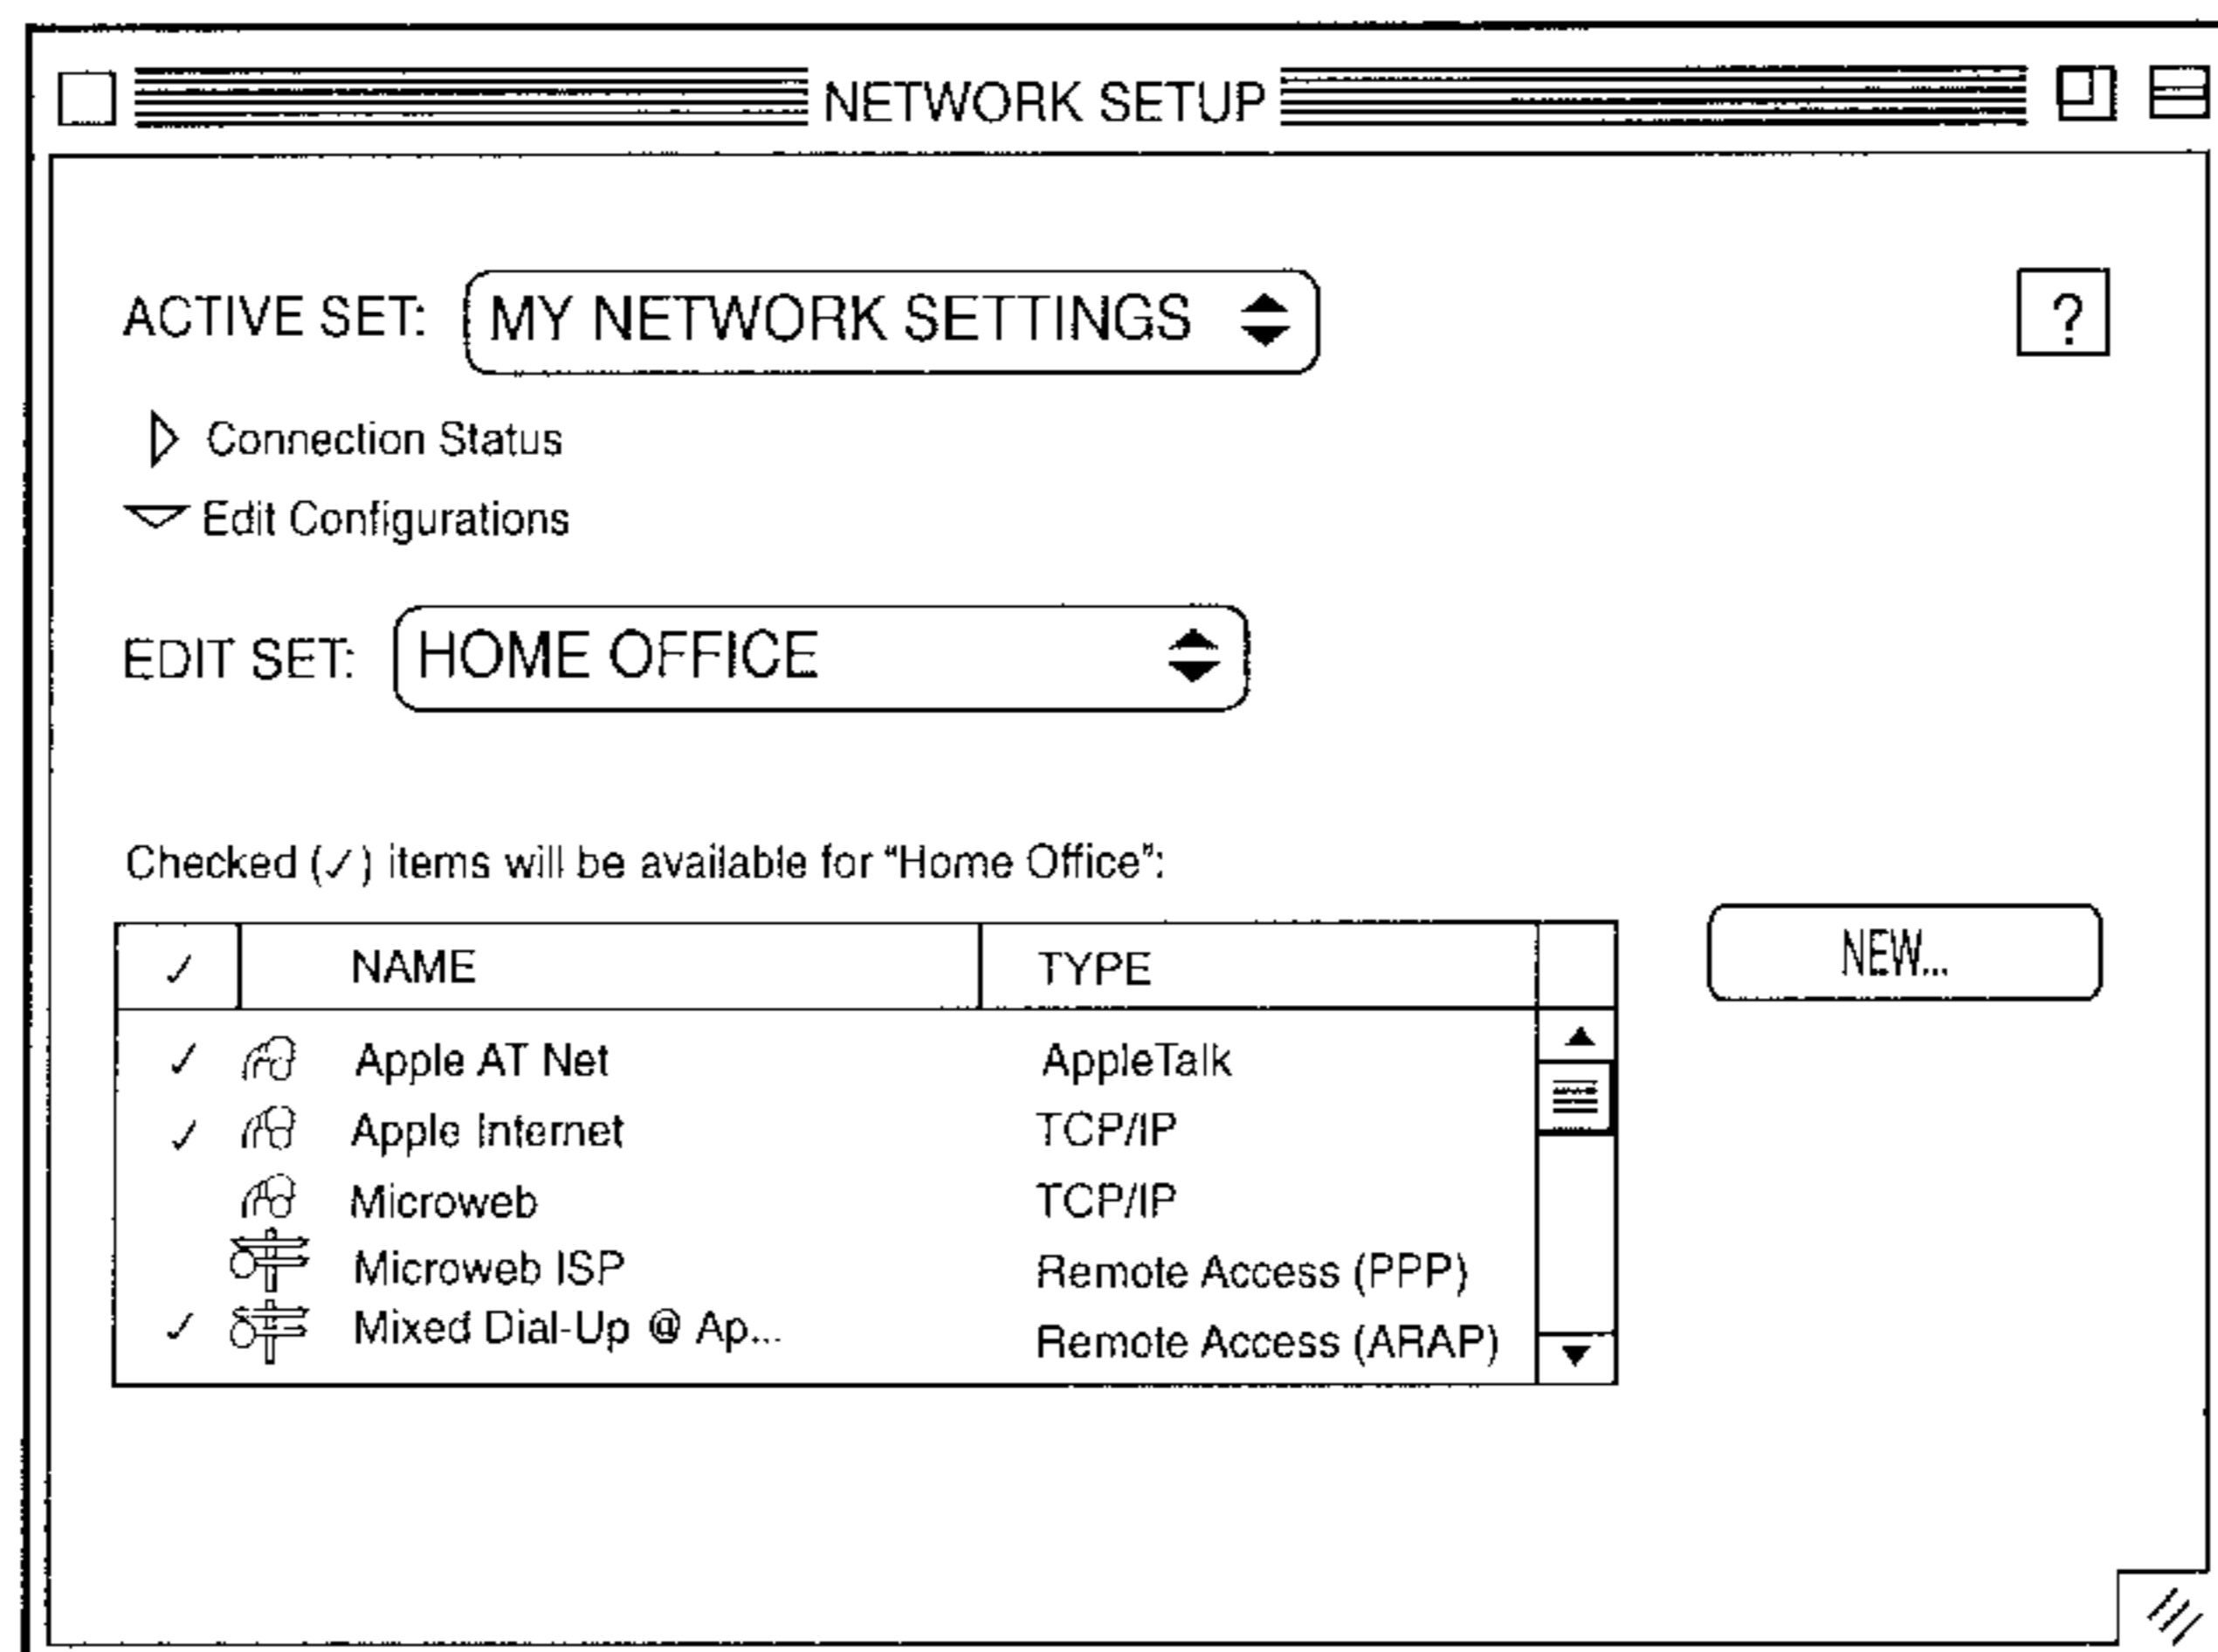 NETWORK SETUP
ACTIVE SET: MY NETWORK SETTINGS ?
Connection Status
Edit Configurations
EDIT SET: HOME OFFICE
Checked (✓) items will be available for “Home Office”:
✓ NAME TYPE NEW...
✓ Apple AT Net AppleTalk
✓ Apple Internet TCP/IP
Microweb TCP/IP
Microweb ISP Remote Access (PPP)
✓ Mixed Dial-Up @ Ap... Remote Access (ARAP)